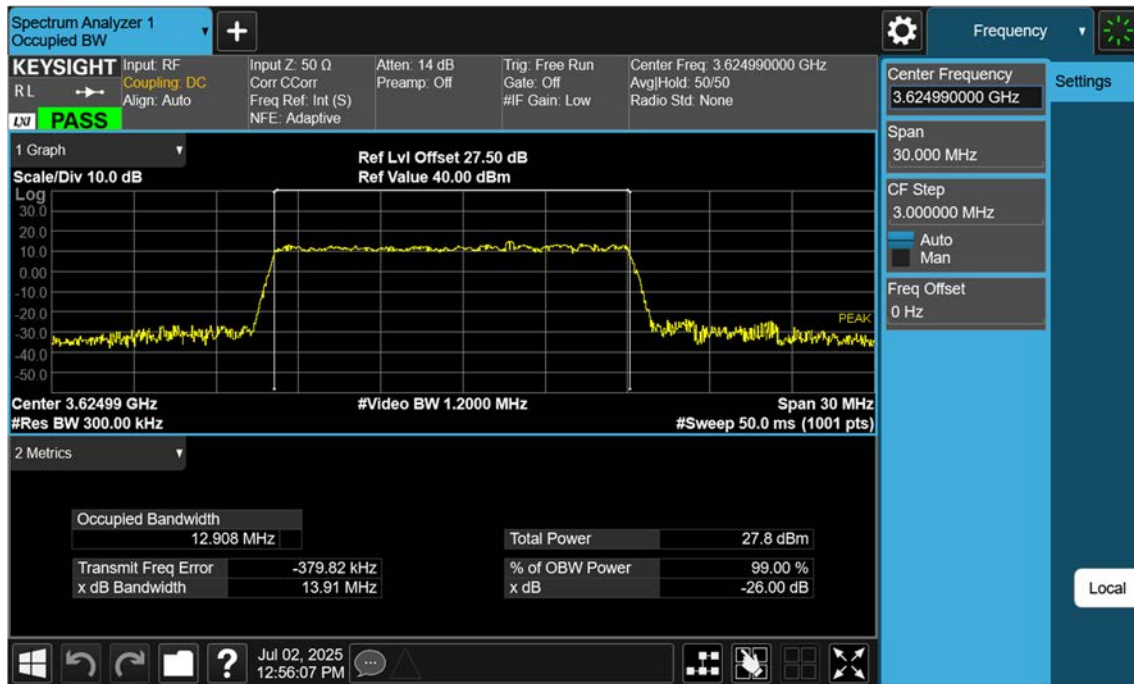 Spectrum Analyzer 1
Occupied BW
Frequency
KEYSIGHT
R L
LXI
PASS
Input: RF
Coupling: DC
Align: Auto
Input Z: 50 Ω
Corr CCorr
Freq Ref: Int (S)
NFE: Adaptive
Atten: 14 dB
Preamp: Off
Trig: Free Run
Gate: Off
#IF Gain: Low
Center Freq: 3.624990000 GHz
Avg|Hold: 50/50
Radio Std: None
Center Frequency
3.624990000 GHz
Settings
Span
30.000 MHz
CF Step
3.000000 MHz
Auto
Man
Freq Offset
0 Hz
Local
1 Graph
Ref Lvl Offset 27.50 dB
Scale/Div 10.0 dB
Ref Value 40.00 dBm
Log
30.0
20.0
10.0
0.00
-10.0
-20.0
-30.0
-40.0
-50.0
PEAK
Center 3.62499 GHz
#Video BW 1.2000 MHz
Span 30 MHz
#Res BW 300.00 kHz
#Sweep 50.0 ms (1001 pts)
2 Metrics
Occupied Bandwidth
12.908 MHz
Total Power 27.8 dBm
Transmit Freq Error -379.82 kHz
% of OBW Power 99.00 %
x dB Bandwidth 13.91 MHz
x dB -26.00 dB
?
Jul 02, 2025
12:56:07 PM